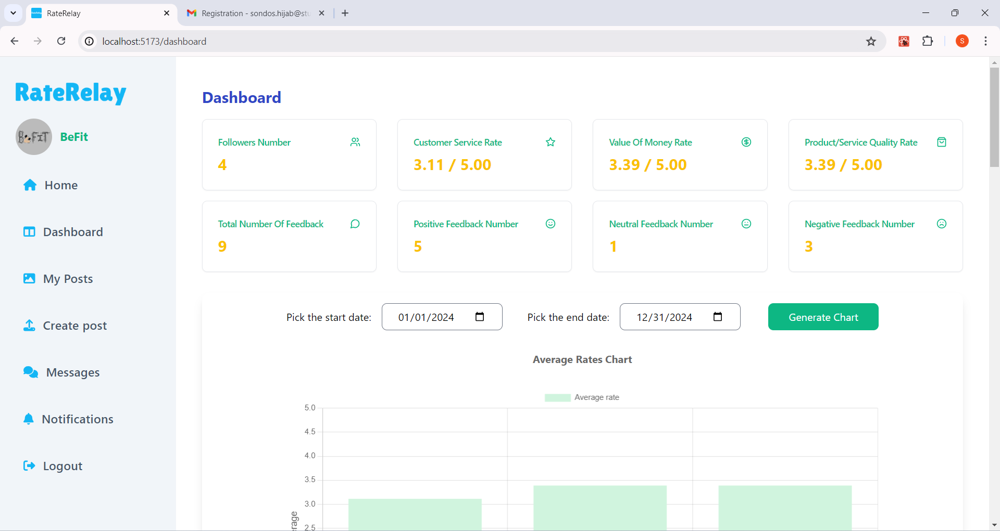 RateRelay
Registration - sondos.hijab@stu
localhost:5173/dashboard
S
RateRelay
BeFiT
BeFit
Home
Dashboard
My Posts
Create post
Messages
Notifications
Logout
Dashboard
Followers Number
4
Customer Service Rate
3.11 / 5.00
Value Of Money Rate
3.39 / 5.00
Product/Service Quality Rate
3.39 / 5.00
Total Number Of Feedback
9
Positive Feedback Number
5
Neutral Feedback Number
1
Negative Feedback Number
3
Pick the start date:
01/01/2024
Pick the end date:
12/31/2024
Generate Chart
Average Rates Chart
Average rate
5.0
4.5
4.0
3.5
3.0
2.5
erage